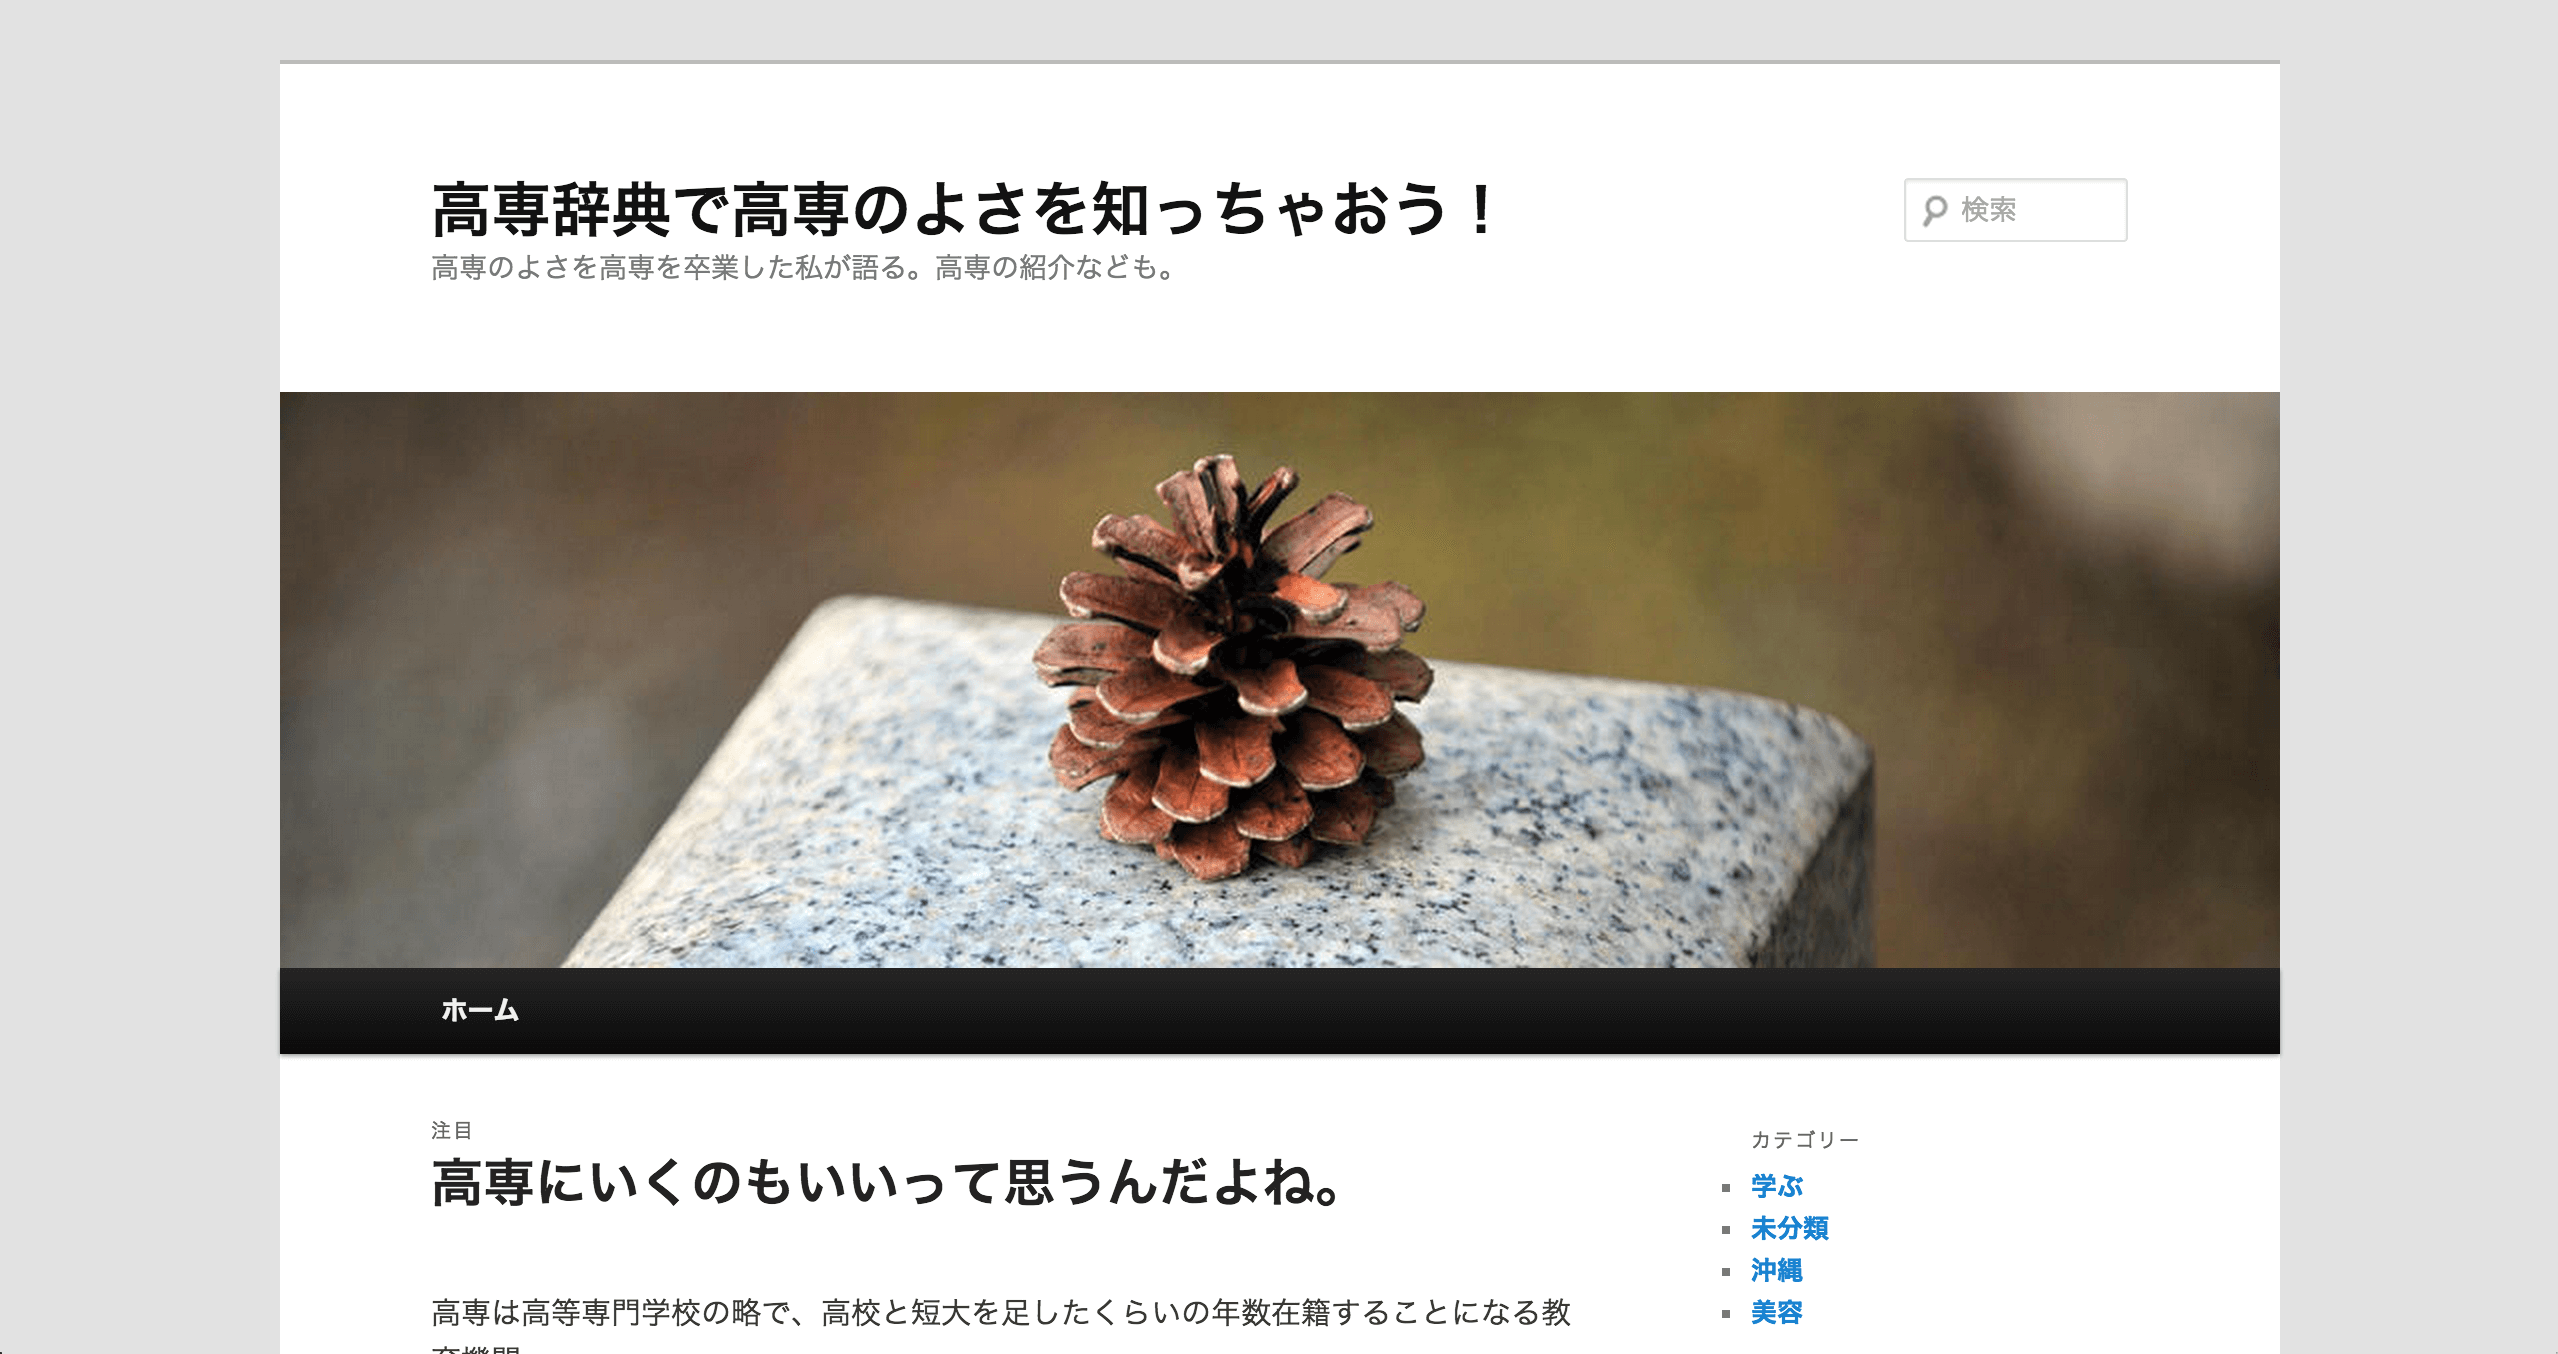 高専辞典で高専のよさを知っちゃおう！
検索
高専のよさを高専を卒業した私が語る。高専の紹介なども。
ホーム
注目
高専にいくのもいいって思うんだよね。
高専は高等専門学校の略で、高校と短大を足したくらいの年数在籍することになる教
カテゴリー
学ぶ
未分類
沖縄
美容